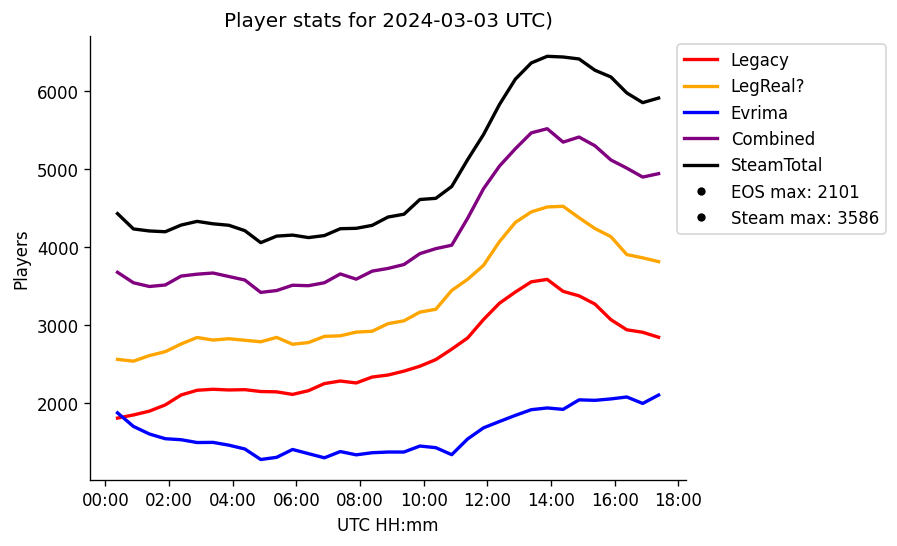 Player stats for 2024-03-03 UTC)
Legacy
LegReal?
Evrima
Combined
SteamTotal
EOS max: 2101
Steam max: 3586
Players
6000
5000
4000
3000
2000
00:00 02:00 04:00 06:00 08:00 10:00 12:00 14:00 16:00 18:00
UTC HH:mm